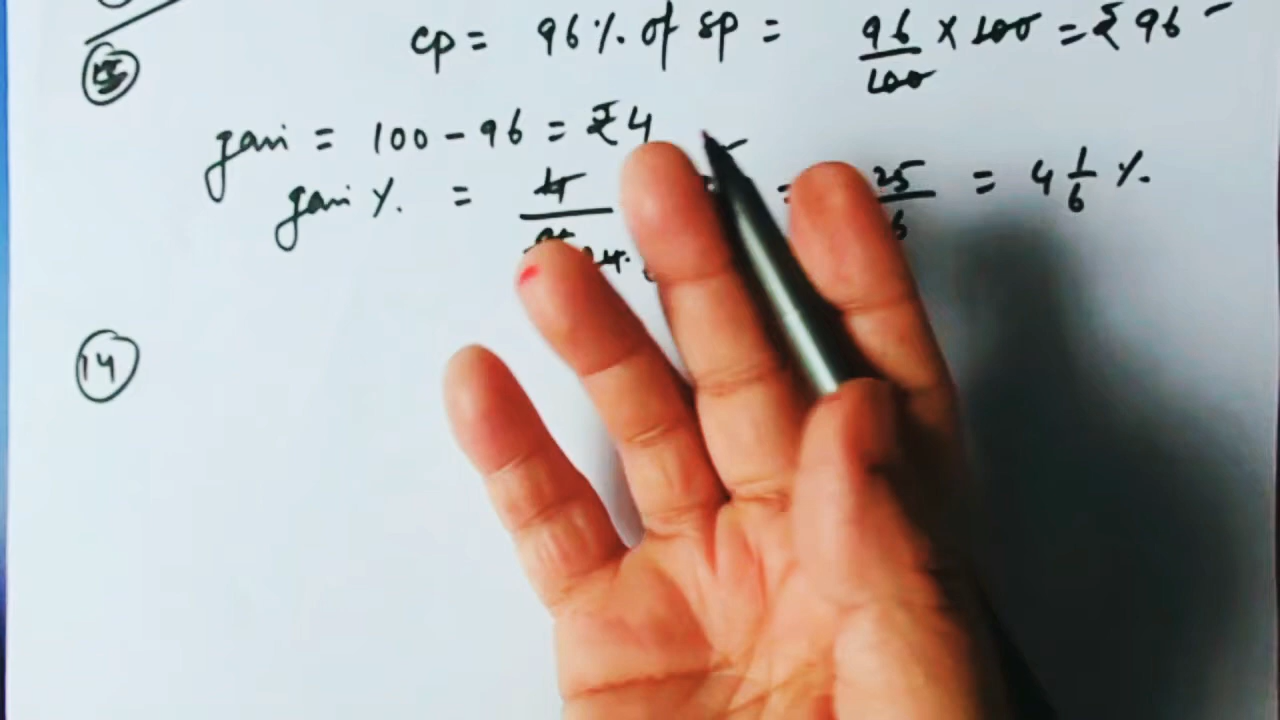 cp = 96% of sp = 96/100 × 100 = ₹96
gain = 100 - 96 = ₹4
gain %. = 4/ = 25/6 = 4 1/6 %.
14